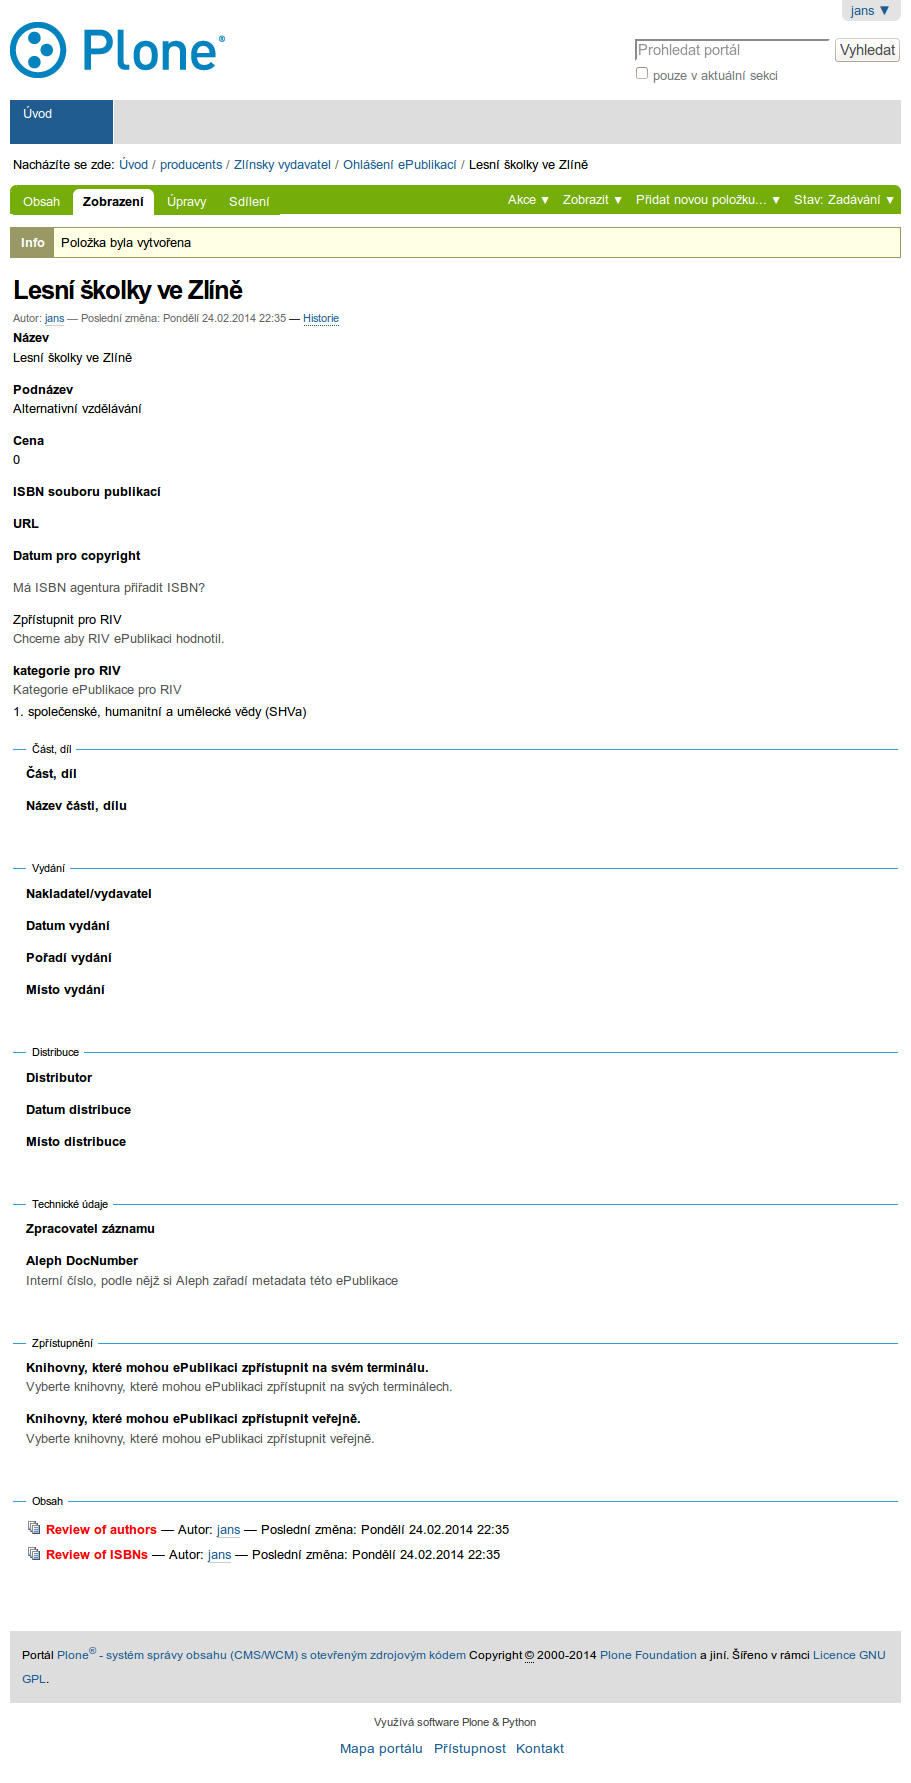 jans ▼
Plone®
Prohledat portál Vyhledat
pouze v aktuální sekci
Úvod
Nacházíte se zde: Úvod / producents / Zlínsky vydavatel / Ohlášení ePublikací / Lesní školky ve Zlíně
Obsah Zobrazení Úpravy Sdílení Akce ▼ Zobrazit ▼ Přidat novou položku... ▼ Stav: Zadávání ▼
Info Položka byla vytvořena
Lesní školky ve Zlíně
Autor: jans — Poslední změna: Pondělí 24.02.2014 22:35 — Historie
Název
Lesní školky ve Zlíně
Podnázev
Alternativní vzdělávání
Cena
0
ISBN souboru publikací
URL
Datum pro copyright
Má ISBN agentura přiřadit ISBN?
Zpřístupnit pro RIV
Chceme aby RIV ePublikaci hodnotil.
kategorie pro RIV
Kategorie ePublikace pro RIV
1. společenské, humanitní a umělecké vědy (SHVa)
Část, díl
Část, díl
Název části, dílu
Vydání
Nakladatel/vydavatel
Datum vydání
Pořadí vydání
Místo vydání
Distribuce
Distributor
Datum distribuce
Místo distribuce
Technické údaje
Zpracovatel záznamu
Aleph DocNumber
Interní číslo, podle nějž si Aleph zařadí metadata této ePublikace
Zpřístupnění
Knihovny, které mohou ePublikaci zpřístupnit na svém terminálu.
Vyberte knihovny, které mohou ePublikaci zpřístupnit na svých terminálech.
Knihovny, které mohou ePublikaci zpřístupnit veřejně.
Vyberte knihovny, které mohou ePublikaci zpřístupnit veřejně.
Obsah
Review of authors — Autor: jans — Poslední změna: Pondělí 24.02.2014 22:35
Review of ISBNs — Autor: jans — Poslední změna: Pondělí 24.02.2014 22:35
Portál Plone® - systém správy obsahu (CMS/WCM) s otevřeným zdrojovým kódem Copyright © 2000-2014 Plone Foundation a jiní. Šířeno v rámci Licence GNU
GPL.
Využívá software Plone & Python
Mapa portálu Přístupnost Kontakt